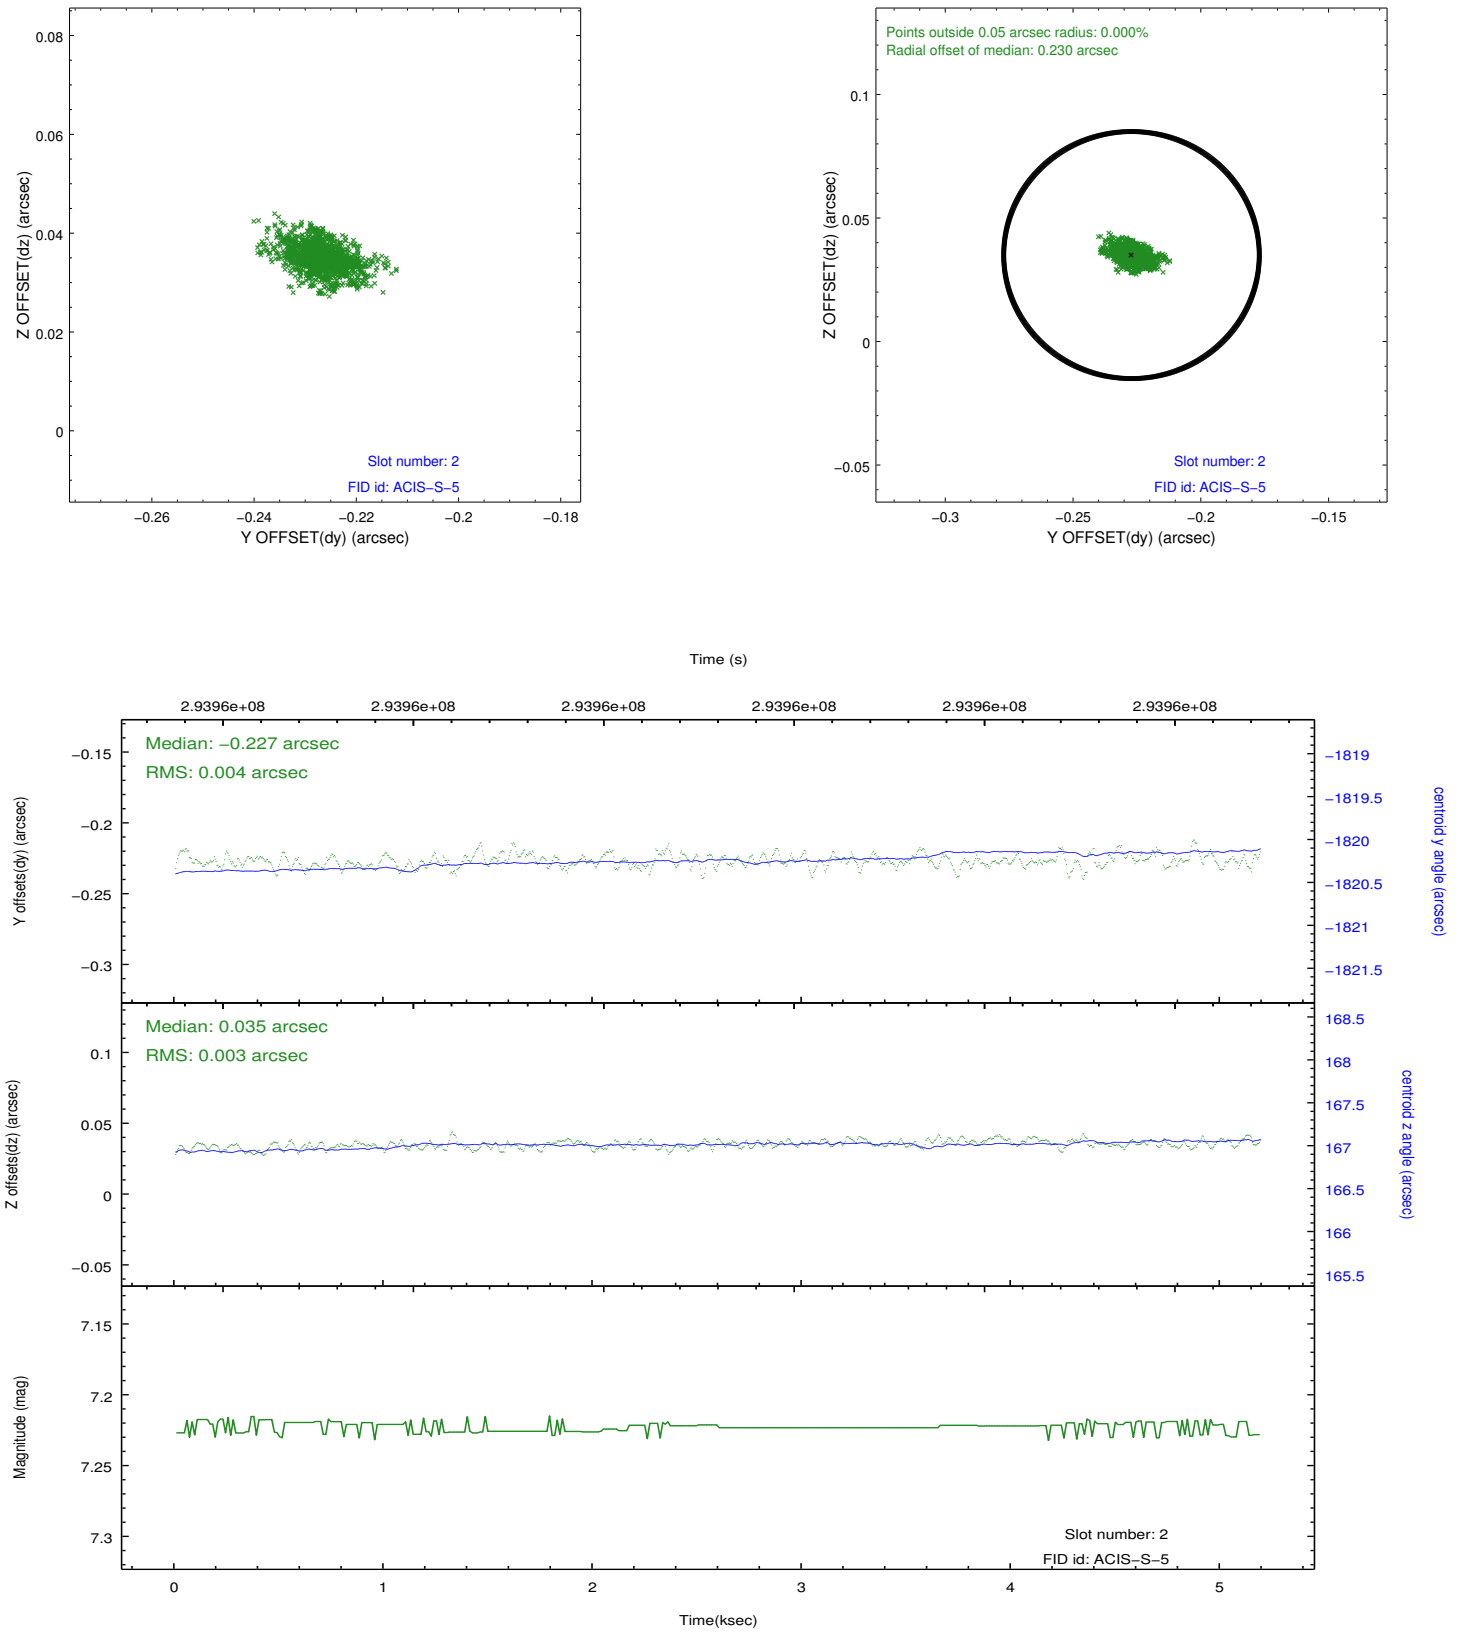 0.08
0.06
0.04
0.02
0
Z OFFSET(dz) (arcsec)
Slot number: 2
FID id: ACIS−S−5
−0.26 −0.24 −0.22 −0.2 −0.18
Y OFFSET(dy) (arcsec)
Points outside 0.05 arcsec radius: 0.000%
Radial offset of median: 0.230 arcsec
0.1
0.05
0
−0.05
Z OFFSET(dz) (arcsec)
Slot number: 2
FID id: ACIS−S−5
−0.3 −0.25 −0.2 −0.15
Y OFFSET(dy) (arcsec)
Time (s)
2.9396e+08 2.9396e+08 2.9396e+08 2.9396e+08 2.9396e+08 2.9396e+08
Median: −0.227 arcsec
RMS: 0.004 arcsec
−0.15
−0.2
−0.25
−0.3
Y offsets(dy) (arcsec)
−1819
−1819.5
−1820
−1820.5
−1821
−1821.5
centroid y angle (arcsec)
Median: 0.035 arcsec
RMS: 0.003 arcsec
0.1
0.05
0
−0.05
Z offsets(dz) (arcsec)
168.5
168
167.5
167
166.5
166
165.5
centroid z angle (arcsec)
7.15
7.2
7.25
7.3
Magnitude (mag)
Slot number: 2
FID id: ACIS−S−5
0 1 2 3 4 5
Time(ksec)